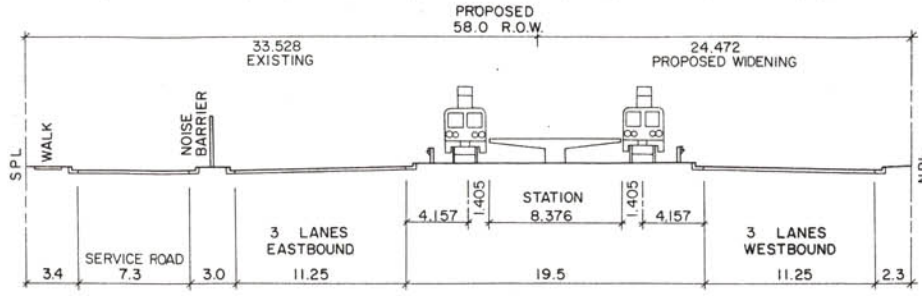 PROPOSED
58.0 R.O.W.
33.528
EXISTING
24.472
PROPOSED WIDENING
S P L
WALK
NOISE
BARRIER
4.157
1.405
STATION
8.376
1.405
4.157
3 LANES
EASTBOUND
3 LANES
WESTBOUND
SERVICE ROAD
3.4
7.3
3.0
11.25
19.5
11.25
2.3